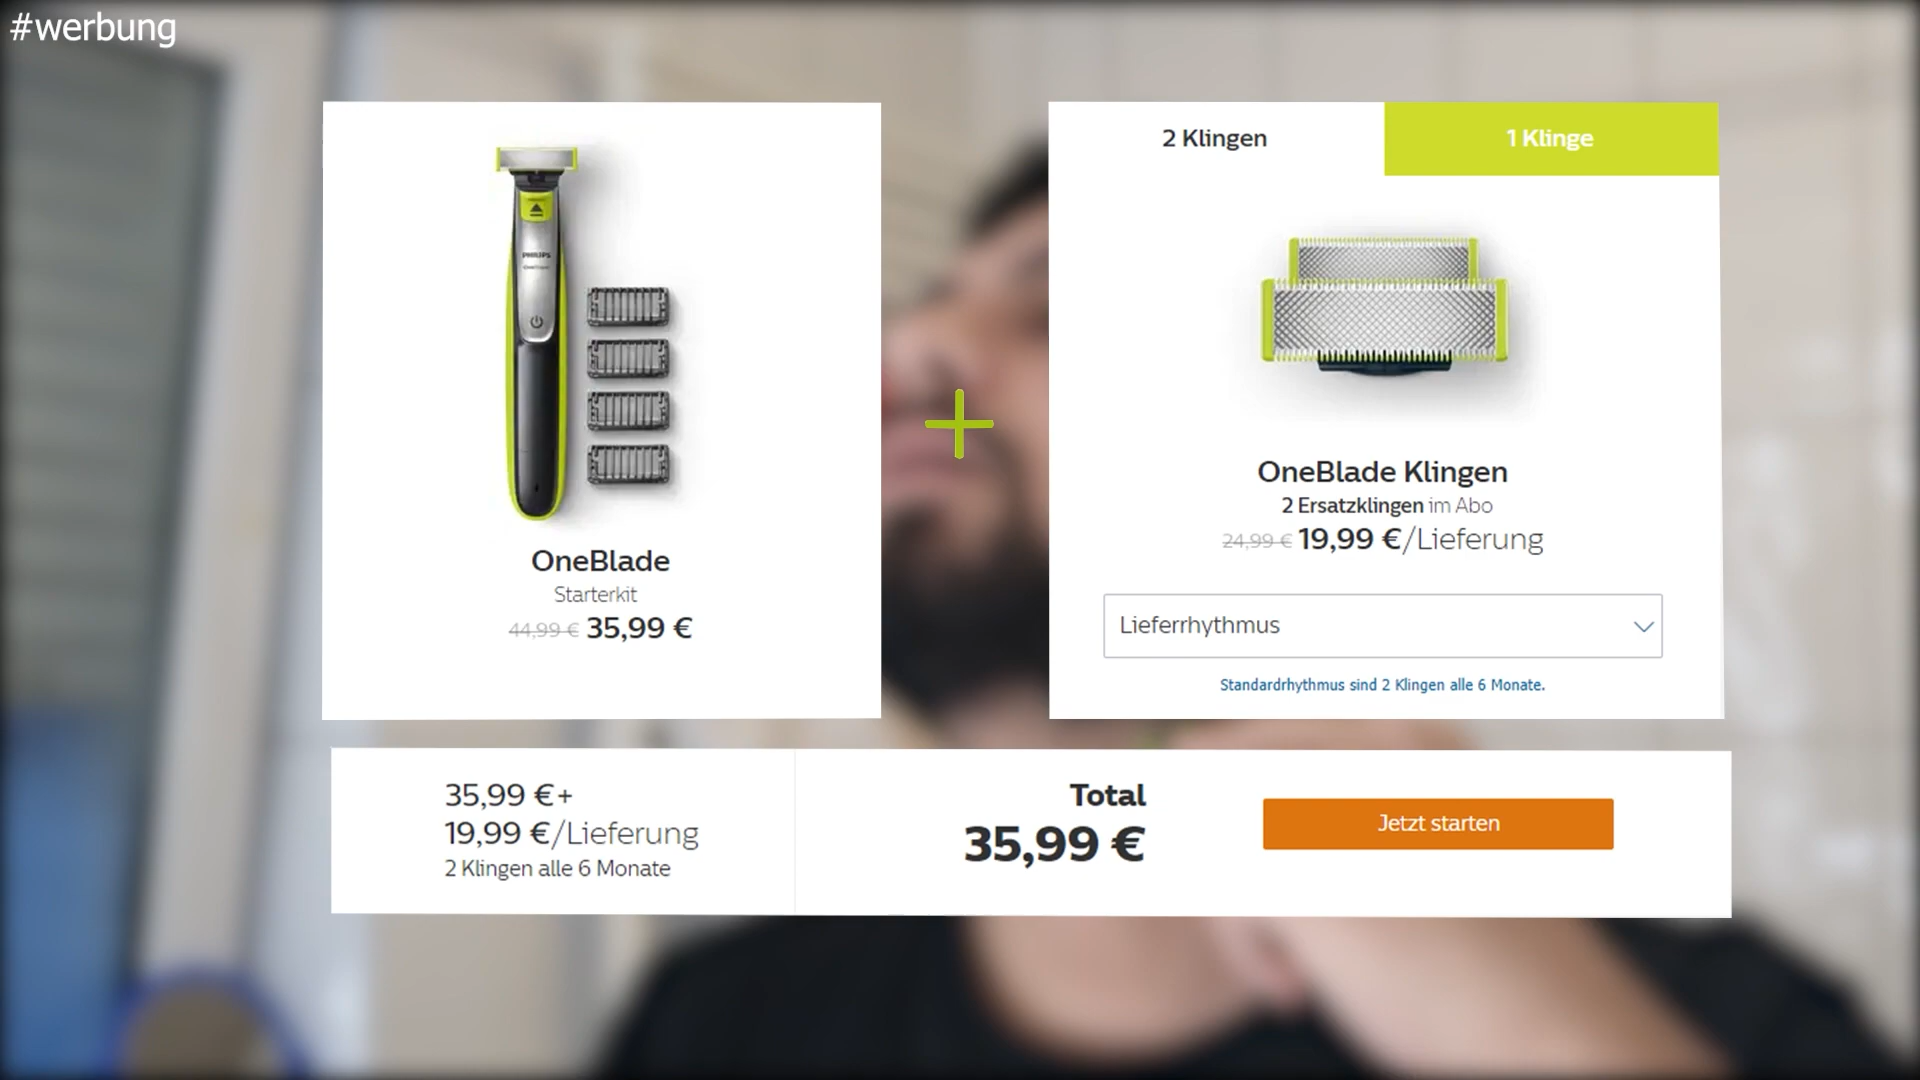 #werbung
PHILIPS
OneBlade
OneBlade
Starterkit
44,99 € 35,99 €
2 Klingen
1 Klinge
OneBlade Klingen
2 Ersatzklingen im Abo
24,99 € 19,99 €/Lieferung
Lieferrhythmus
Standardrhythmus sind 2 Klingen alle 6 Monate.
35,99 €+
19,99 €/Lieferung
2 Klingen alle 6 Monate
Total
35,99 €
Jetzt starten